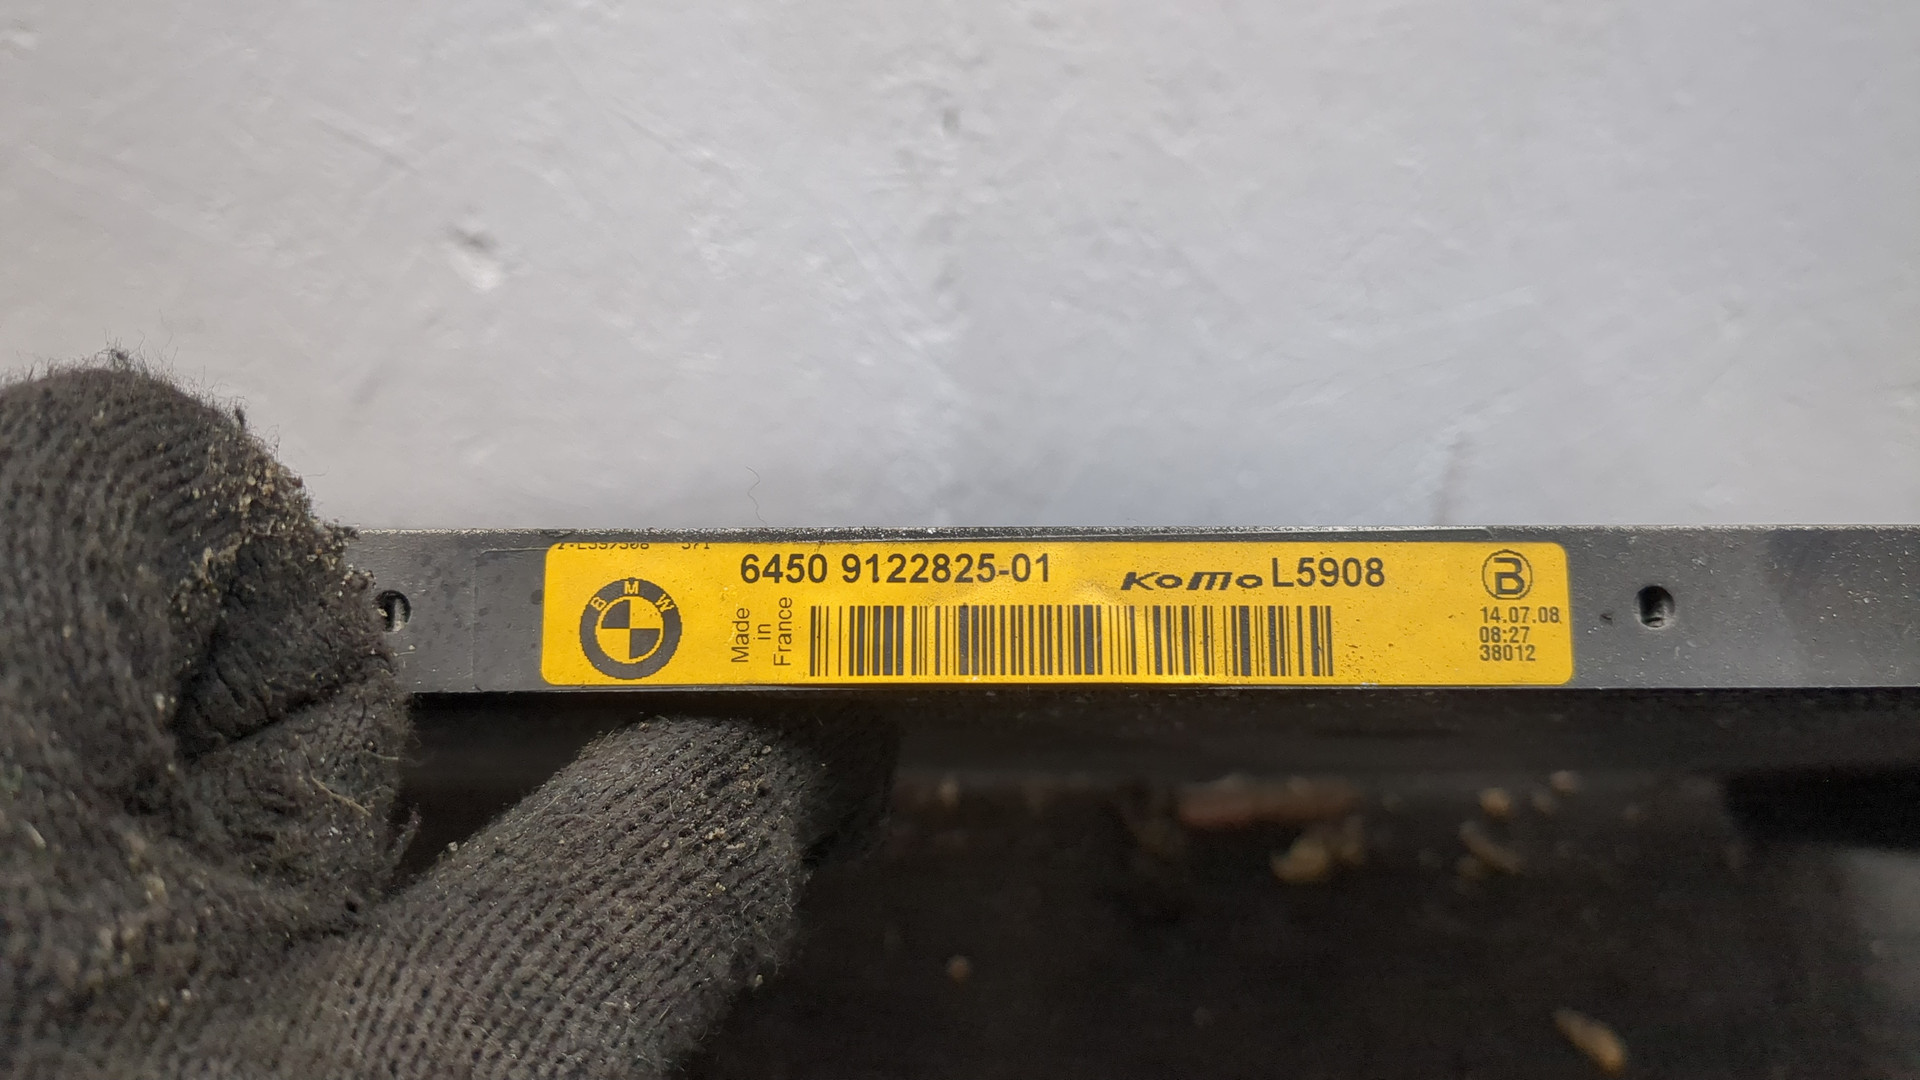 6450 9122825-01
KoMo L5908
BMW
Made
in
France
B
14.07.08
08:27
38012